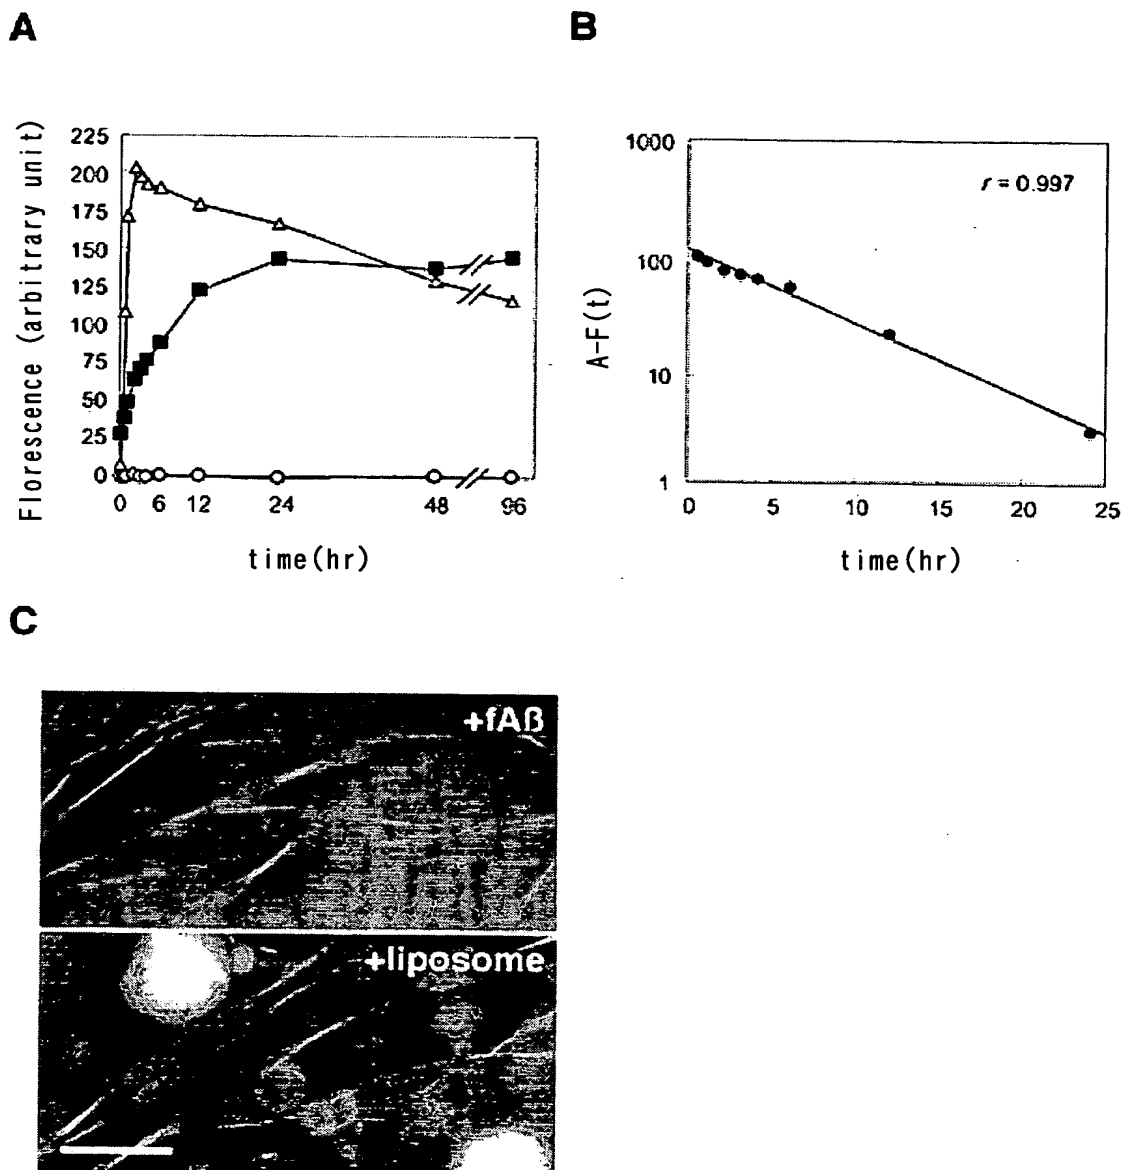 A
Florescence (arbitrary unit)
225
200
175
150
125
100
75
50
25
0
0 6 12 24 48 96
time(hr)
B
A-F(t)
1000
100
10
1
r = 0.997
0 5 10 15 20 25
time(hr)
C
+fAß
+liposome